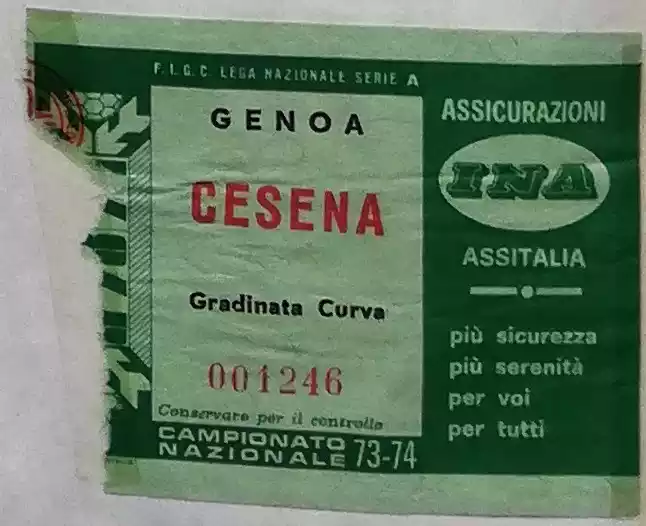 F.I.G.C. LEGA NAZIONALE SERIE A
GENOA
CESENA
Gradinata Curva
001246
Conservare per il controllo
CAMPIONATO
NAZIONALE 73-74
ASSICURAZIONI
INA
ASSITALIA
più sicurezza
più serenità
per voi
per tutti